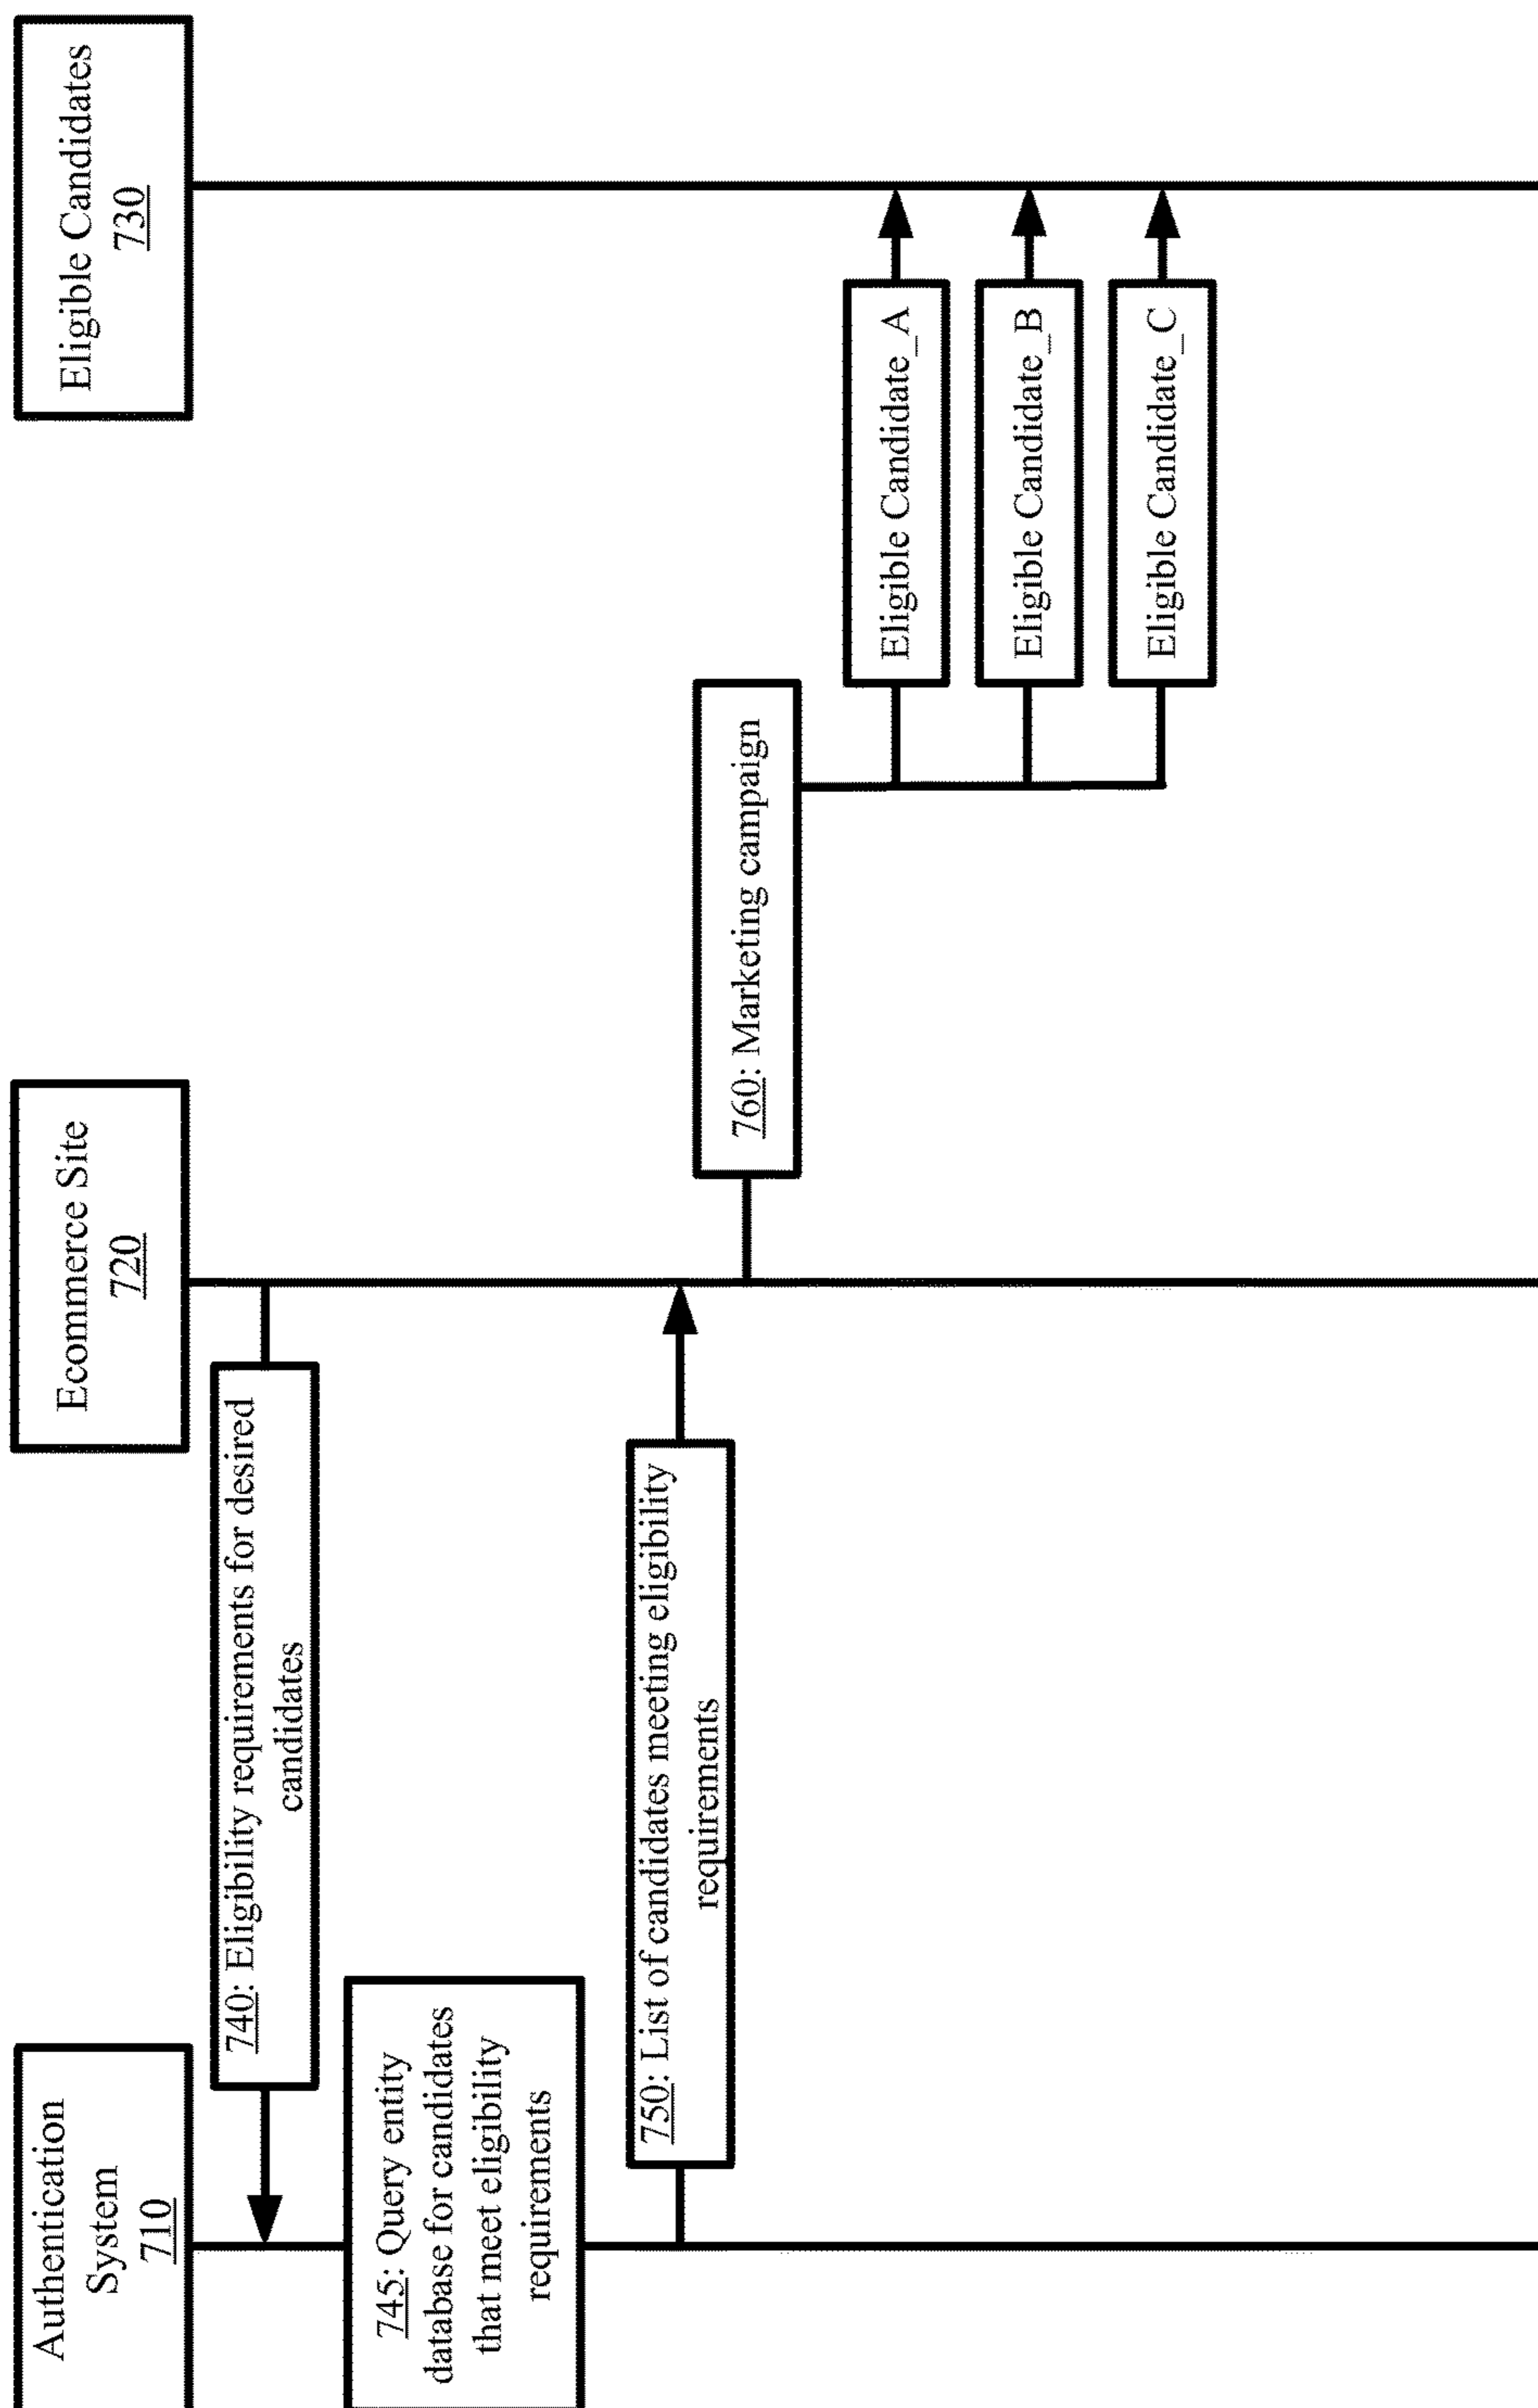 Authentication
System
710
Ecommerce Site
720
Eligible Candidates
730
740: Eligibility requirements for desired
candidates
745: Query entity
database for candidates
that meet eligibility
requirements
750: List of candidates meeting eligibility
requirements
760: Marketing campaign
Eligible Candidate_A
Eligible Candidate_B
Eligible Candidate_C